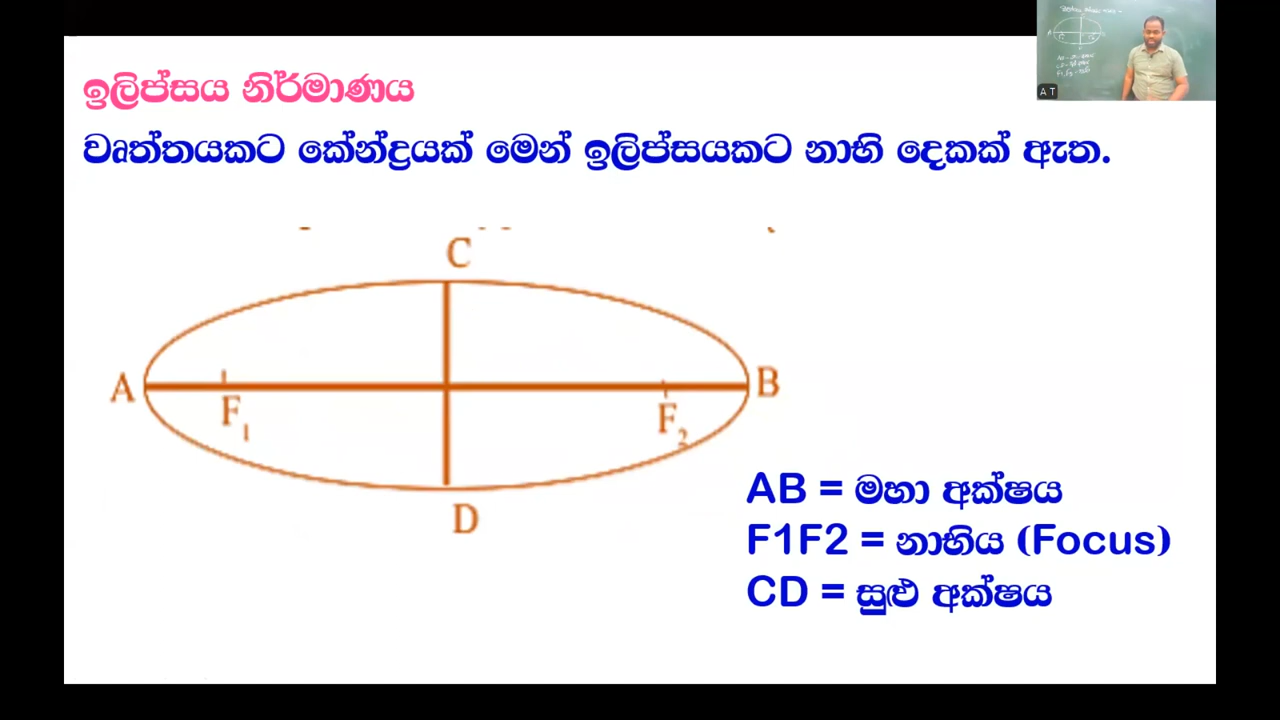 ඉලිප්සය නිර්මාණය
වෘත්තයකට කේන්ද්‍රයක් මෙන් ඉලිප්සයකට නාභි දෙකක් ඇත.
C
A
B
F1
F2
D
AB = මහා අක්ෂය
F1F2 = නාභිය (Focus)
CD = සුළු අක්ෂය
A T